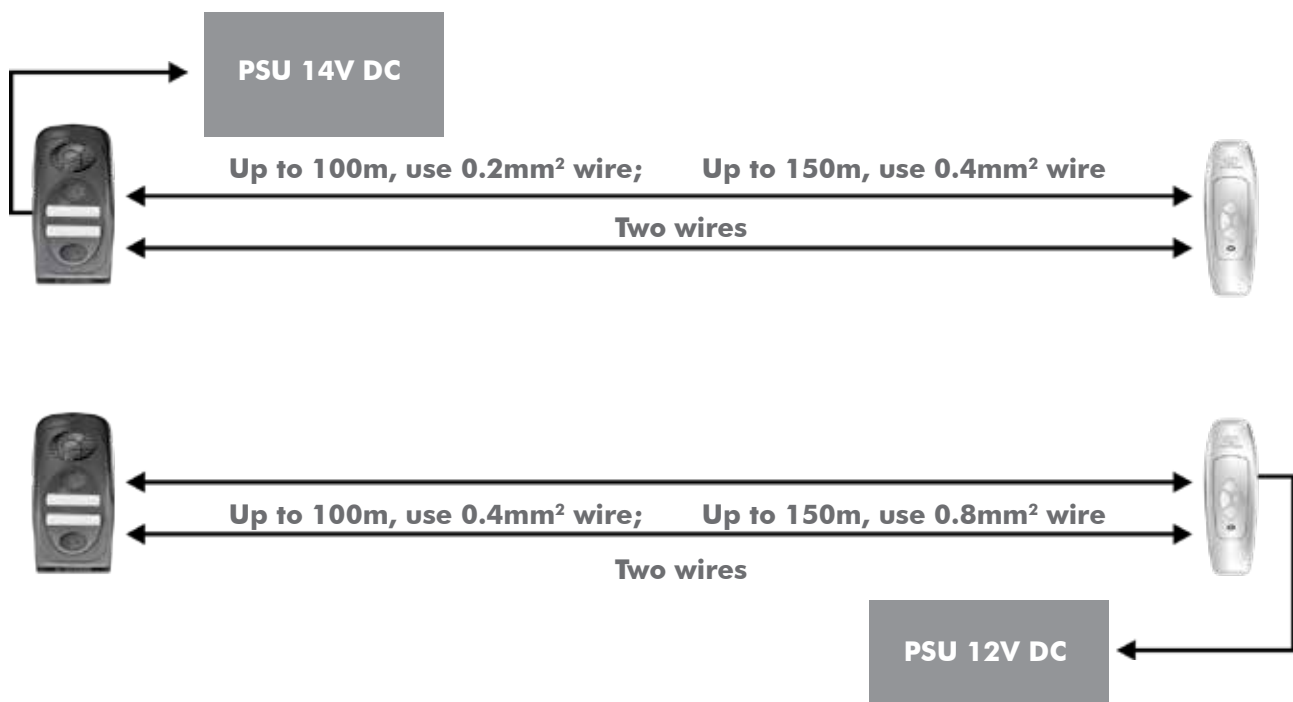 PSU 14V DC
Up to 100m, use 0.2mm² wire; Up to 150m, use 0.4mm² wire
Two wires
Up to 100m, use 0.4mm² wire; Up to 150m, use 0.8mm² wire
Two wires
PSU 12V DC